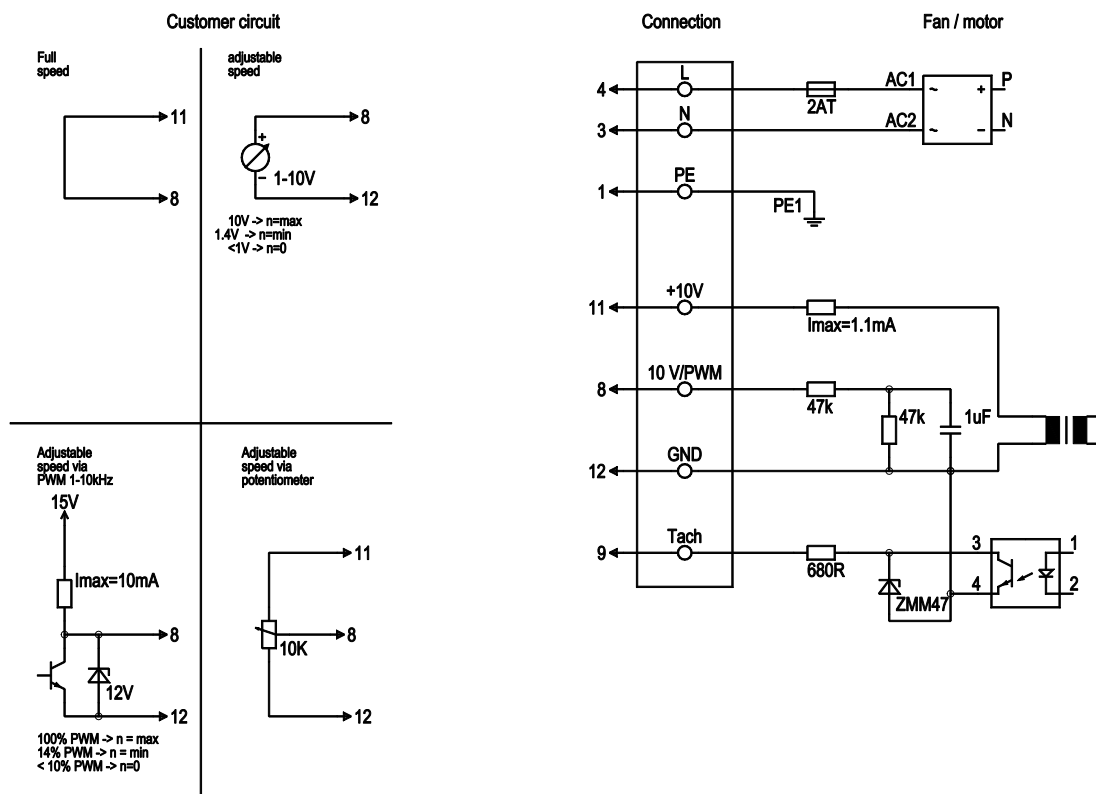 Customer circuit
Connection
Fan / motor
Full
speed
11
8
adjustable
speed
8
+
−
1-10V
12
10V -> n=max
1.4V -> n=min
<1V -> n=0
Adjustable
speed via
PWM 1-10kHz
15V
Imax=10mA
8
12V
12
100% PWM -> n = max
14% PWM -> n = min
< 10% PWM -> n=0
Adjustable
speed via
potentiometer
11
8
10K
12
4
L
2AT
AC1
~
+
P
3
N
AC2
~
−
N
1
PE
PE1
11
+10V
Imax=1.1mA
8
10 V/PWM
47k
47k
1uF
12
GND
9
Tach
680R
ZMM47
3
4
1
2